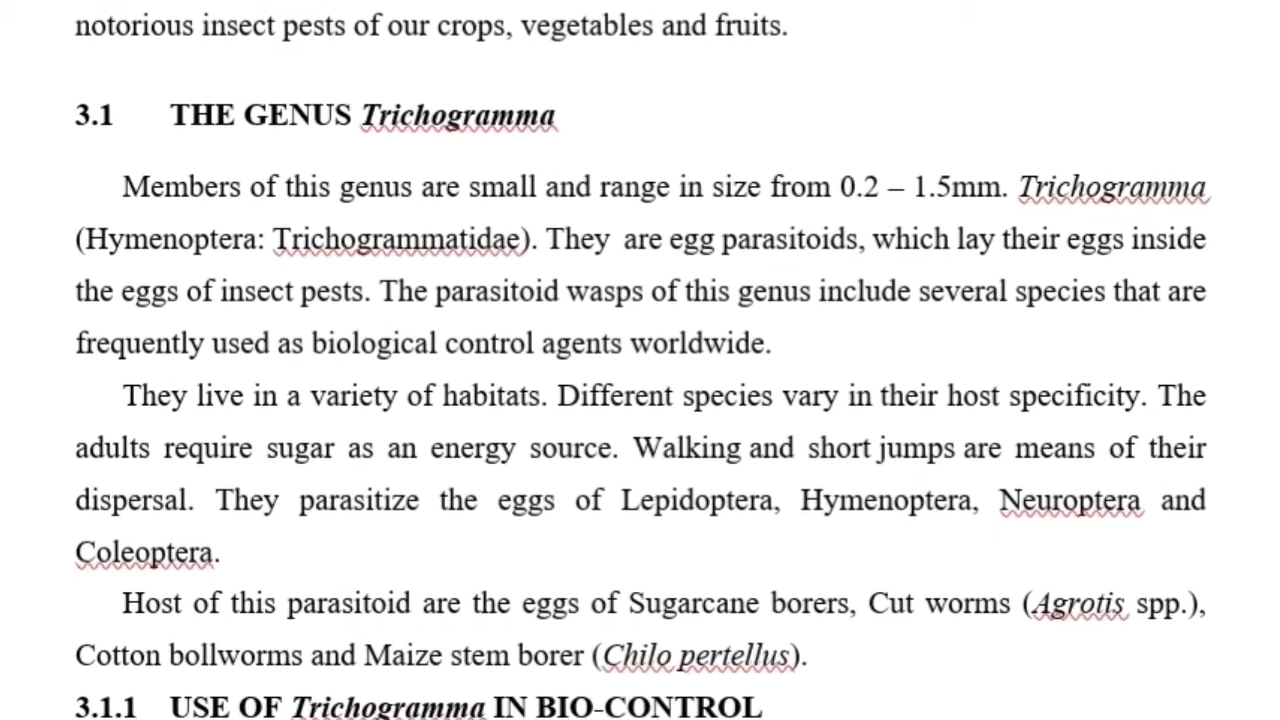 notorious insect pests of our crops, vegetables and fruits.
3.1 THE GENUS Trichogramma
Members of this genus are small and range in size from 0.2 – 1.5mm. Trichogramma
(Hymenoptera: Trichogrammatidae). They are egg parasitoids, which lay their eggs inside
the eggs of insect pests. The parasitoid wasps of this genus include several species that are
frequently used as biological control agents worldwide.
They live in a variety of habitats. Different species vary in their host specificity. The
adults require sugar as an energy source. Walking and short jumps are means of their
dispersal. They parasitize the eggs of Lepidoptera, Hymenoptera, Neuroptera and
Coleoptera.
Host of this parasitoid are the eggs of Sugarcane borers, Cut worms (Agrotis spp.),
Cotton bollworms and Maize stem borer (Chilo pertellus).
3.1.1 USE OF Trichogramma IN BIO-CONTROL